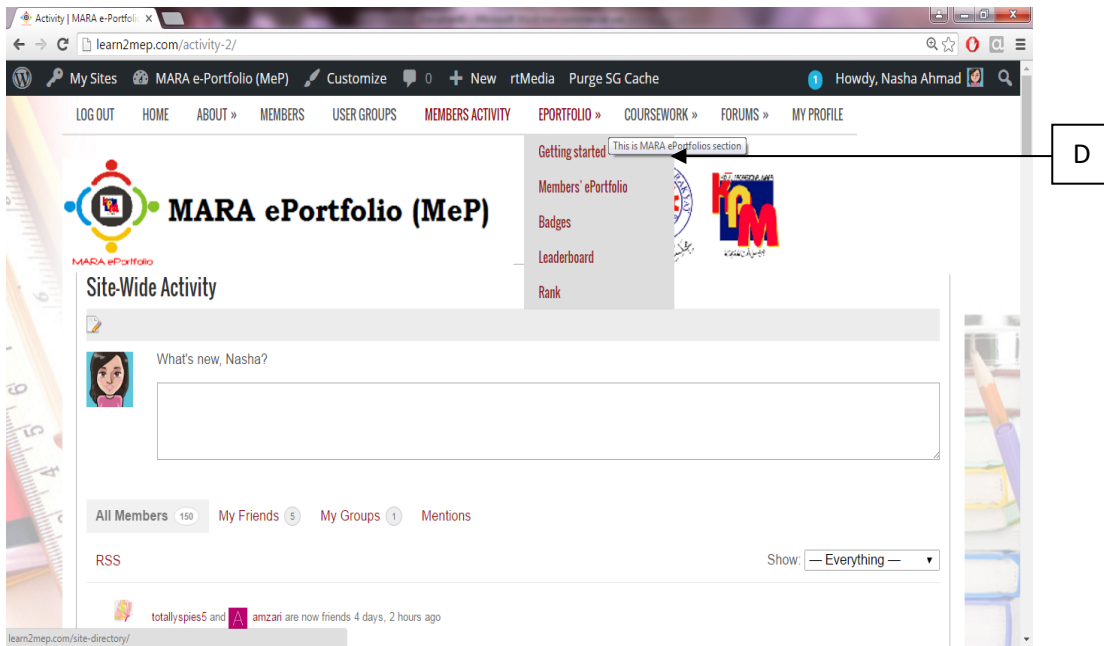 Activity | MARA e-Portfolio x
learn2mep.com/activity-2/
My Sites MARA e-Portfolio (MeP) Customize 0 New rtMedia Purge SG Cache 1 Howdy, Nasha Ahmad
LOG OUT HOME ABOUT » MEMBERS USER GROUPS MEMBERS ACTIVITY EPORTFOLIO » COURSEWORK » FORUMS » MY PROFILE
This is MARA ePortfolios section
D
Getting started
Members' ePortfolio
Badges
Leaderboard
Rank
MARA ePortfolio (MeP)
MARA ePortfolio
KPM
Site-Wide Activity
What's new, Nasha?
All Members 150 My Friends 5 My Groups 1 Mentions
RSS
Show: — Everything —
totallyspies5 and A amzari are now friends 4 days, 2 hours ago
learn2mep.com/site-directory/